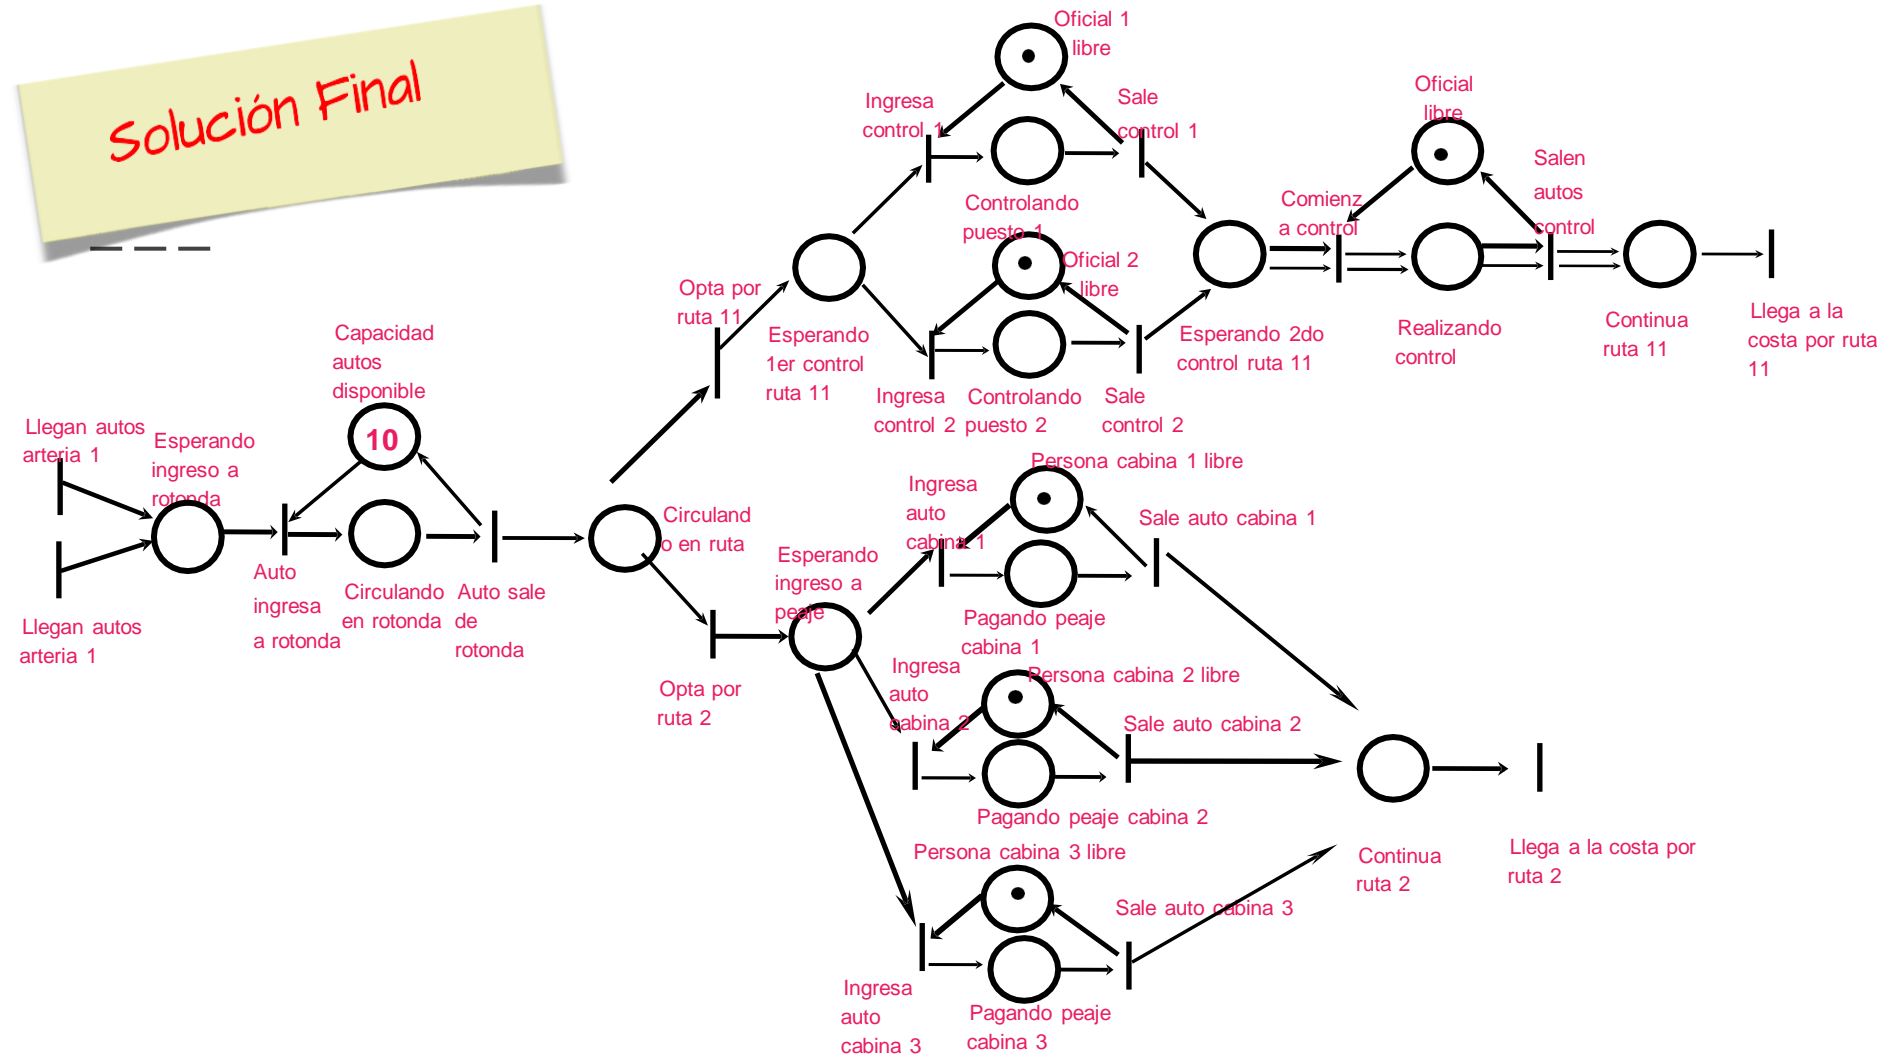 Solución Final
Oficial 1
libre
Ingresa
control 1
Sale
control 1
Controlando
puesto 1
Oficial
libre
Salen
autos
control
Comienz
a control
Oficial 2
libre
Opta por
ruta 11
Esperando
1er control
ruta 11
Ingresa
control 2
Controlando
puesto 2
Sale
control 2
Esperando 2do
control ruta 11
Realizando
control
Continua
ruta 11
Llega a la
costa por ruta
11
Capacidad
autos
disponible
10
Llegan autos
arteria 1
Esperando
ingreso a
rotonda
Llegan autos
arteria 1
Auto
ingresa
a rotonda
Circulando
en rotonda
Auto sale
de
rotonda
Circuland
o en ruta
Opta por
ruta 2
Esperando
ingreso a
peaje
Persona cabina 1 libre
Ingresa
auto
cabina 1
Sale auto cabina 1
Pagando peaje
cabina 1
Ingresa
auto
cabina 2
Persona cabina 2 libre
Sale auto cabina 2
Pagando peaje cabina 2
Persona cabina 3 libre
Sale auto cabina 3
Ingresa
auto
cabina 3
Pagando peaje
cabina 3
Continua
ruta 2
Llega a la costa por
ruta 2